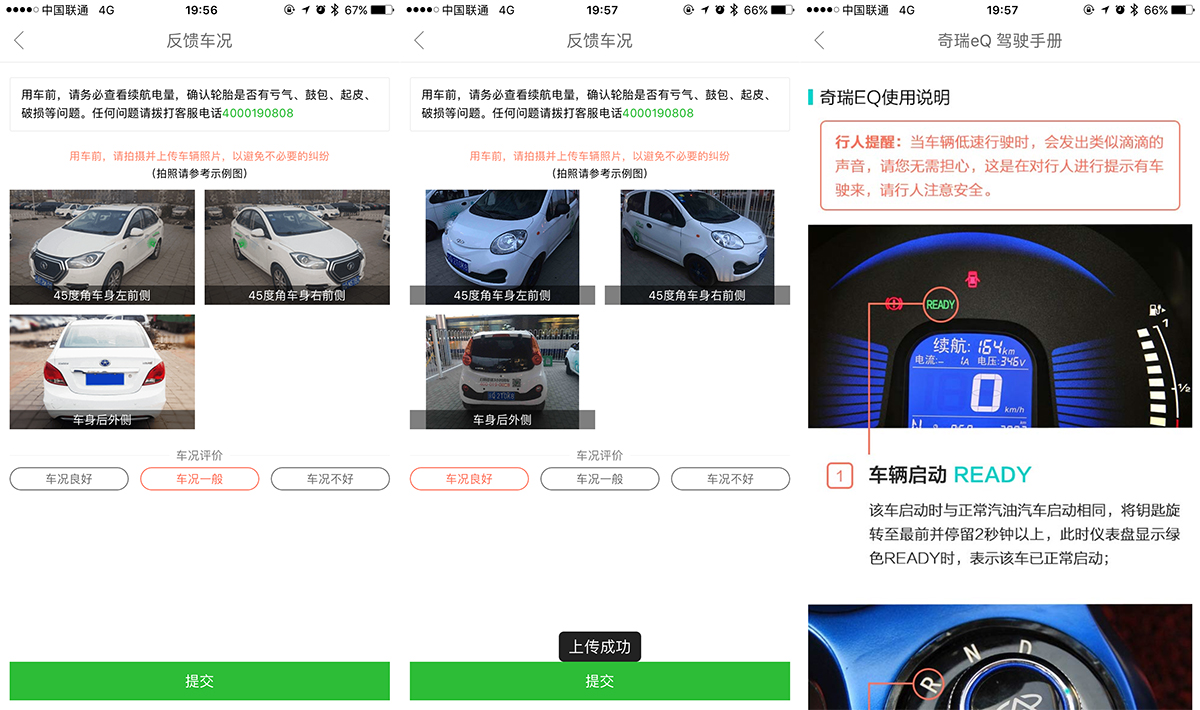 中国联通 4G 19:56 67%
反馈车况
用车前，请务必查看续航电量，确认轮胎是否有亏气、鼓包、起皮、
破损等问题。任何问题请拨打客服电话4000190808
用车前，请拍摄并上传车辆照片，以避免不必要的纠纷
(拍照请参考示例图)
45度角车身左前侧
45度角车身右前侧
车身后外侧
车况评价
车况良好
车况一般
车况不好
提交
中国联通 4G 19:57 66%
反馈车况
用车前，请务必查看续航电量，确认轮胎是否有亏气、鼓包、起皮、
破损等问题。任何问题请拨打客服电话4000190808
用车前，请拍摄并上传车辆照片，以避免不必要的纠纷
(拍照请参考示例图)
45度角车身左前侧
45度角车身右前侧
车身后外侧
车况评价
车况良好
车况一般
车况不好
上传成功
提交
中国联通 4G 19:57 66%
奇瑞eQ 驾驶手册
奇瑞EQ使用说明
行人提醒：当车辆低速行驶时，会发出类似滴滴的
声音，请您无需担心，这是在对行人进行提示有车
驶来，请行人注意安全。
READY
续航: 164km
电流:- 1A 电压:346V
0
km/h
1
1/2
1
车辆启动 READY
该车启动时与正常汽油汽车启动相同，将钥匙旋
转至最前并停留2秒钟以上，此时仪表盘显示绿
色READY时，表示该车已正常启动；
R
N
D